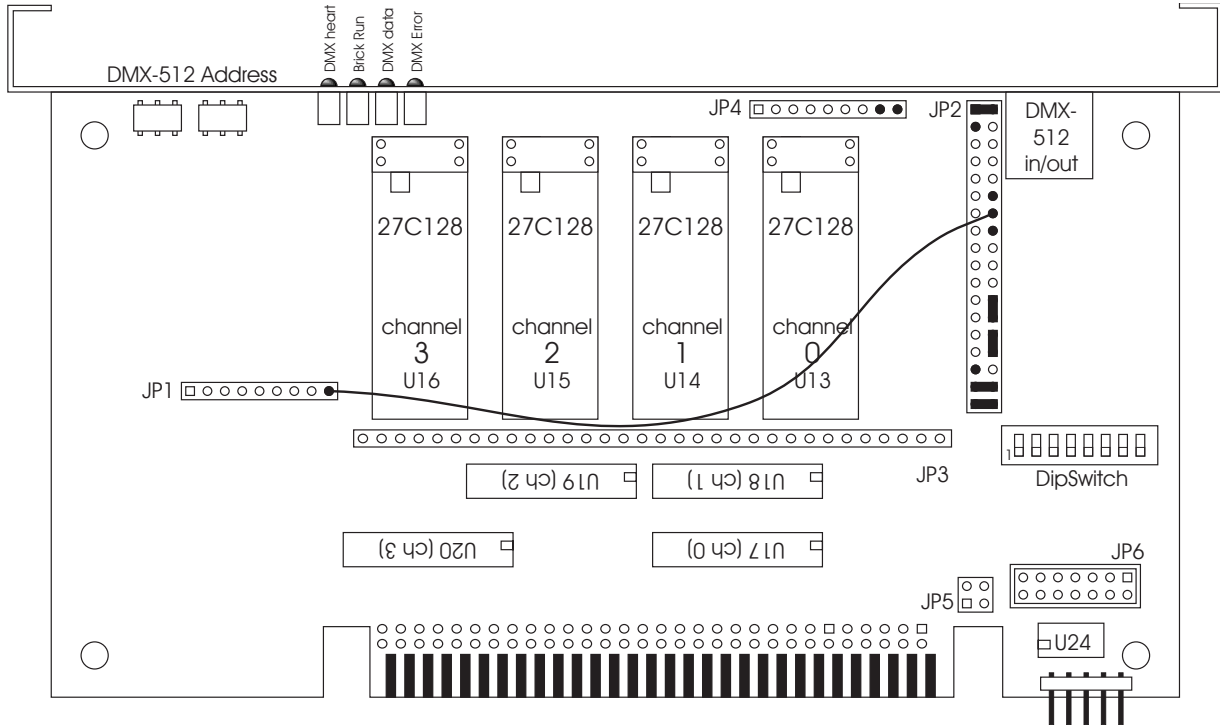 DMX heart
Brick Run
DMX data
DMX Error
DMX-512 Address
JP4
JP2
DMX-
512
in/out
27C128
27C128
27C128
27C128
channel
3
U16
channel
2
U15
channel
1
U14
channel
0
U13
JP1
JP3
1
DipSwitch
U19 (ch 2)
U18 (ch 1)
U20 (ch 3)
U17 (ch 0)
JP6
JP5
U24